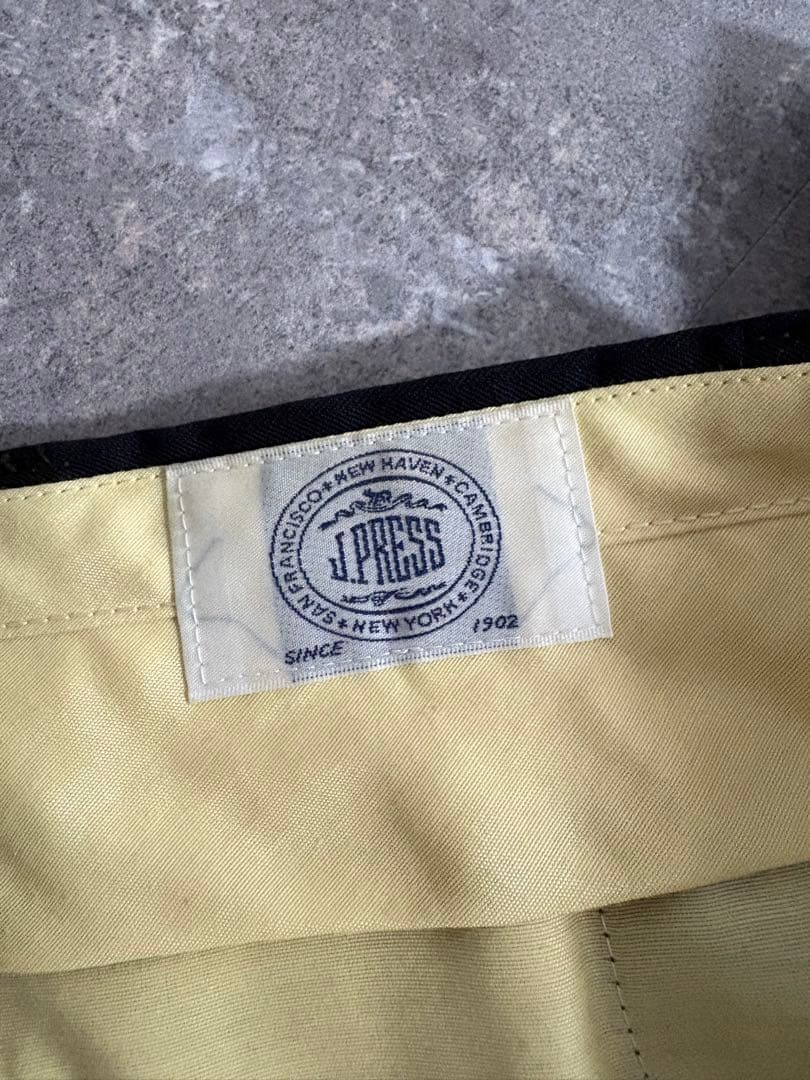 SAN FRANCISCO★NEW HAVEN★CAMBRIDGE
J.PRESS
★NEW YORK★
SINCE 1902